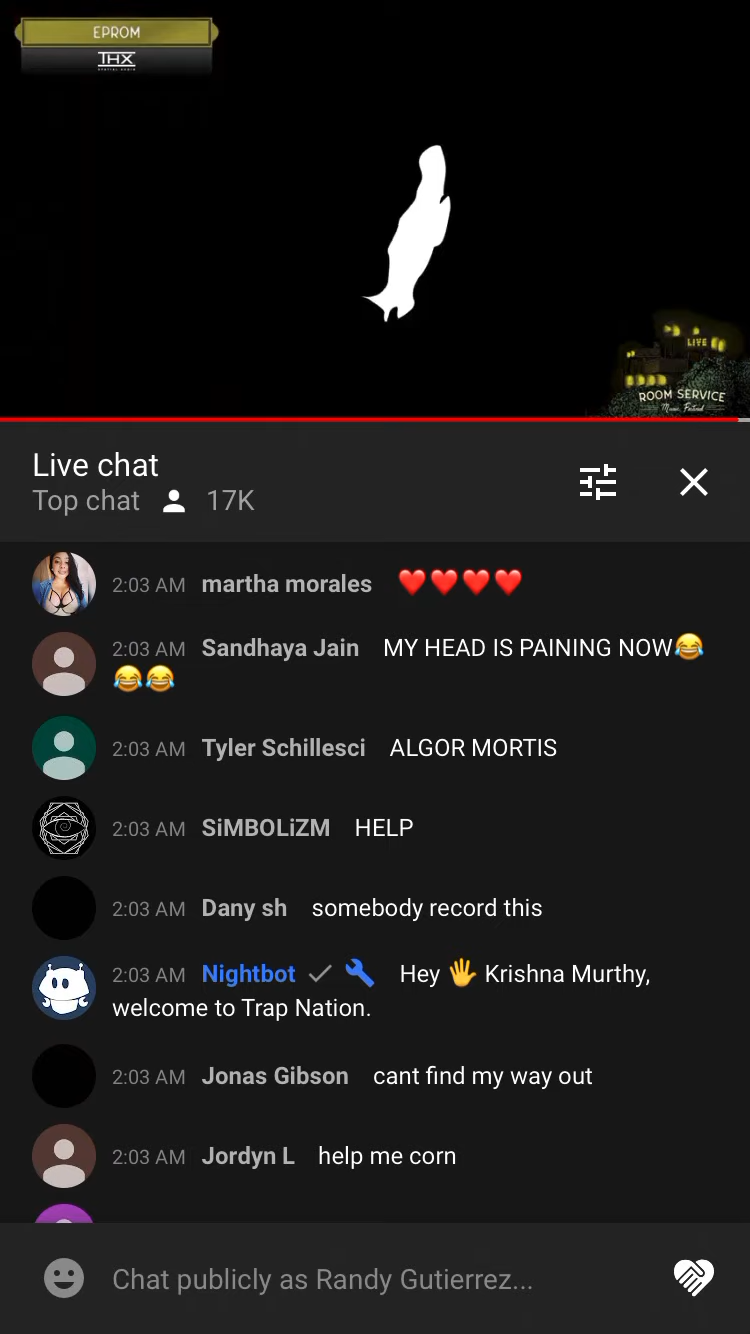 EPROM
THX
LIVE
ROOM SERVICE
Music Festival
Live chat
Top chat 17K
2:03 AM martha morales ❤️❤️❤️❤️
2:03 AM Sandhaya Jain MY HEAD IS PAINING NOW😂
😂😂
2:03 AM Tyler Schillesci ALGOR MORTIS
2:03 AM SiMBOLiZM HELP
2:03 AM Dany sh somebody record this
2:03 AM Nightbot Hey 🖐 Krishna Murthy,
welcome to Trap Nation.
2:03 AM Jonas Gibson cant find my way out
2:03 AM Jordyn L help me corn
Chat publicly as Randy Gutierrez...